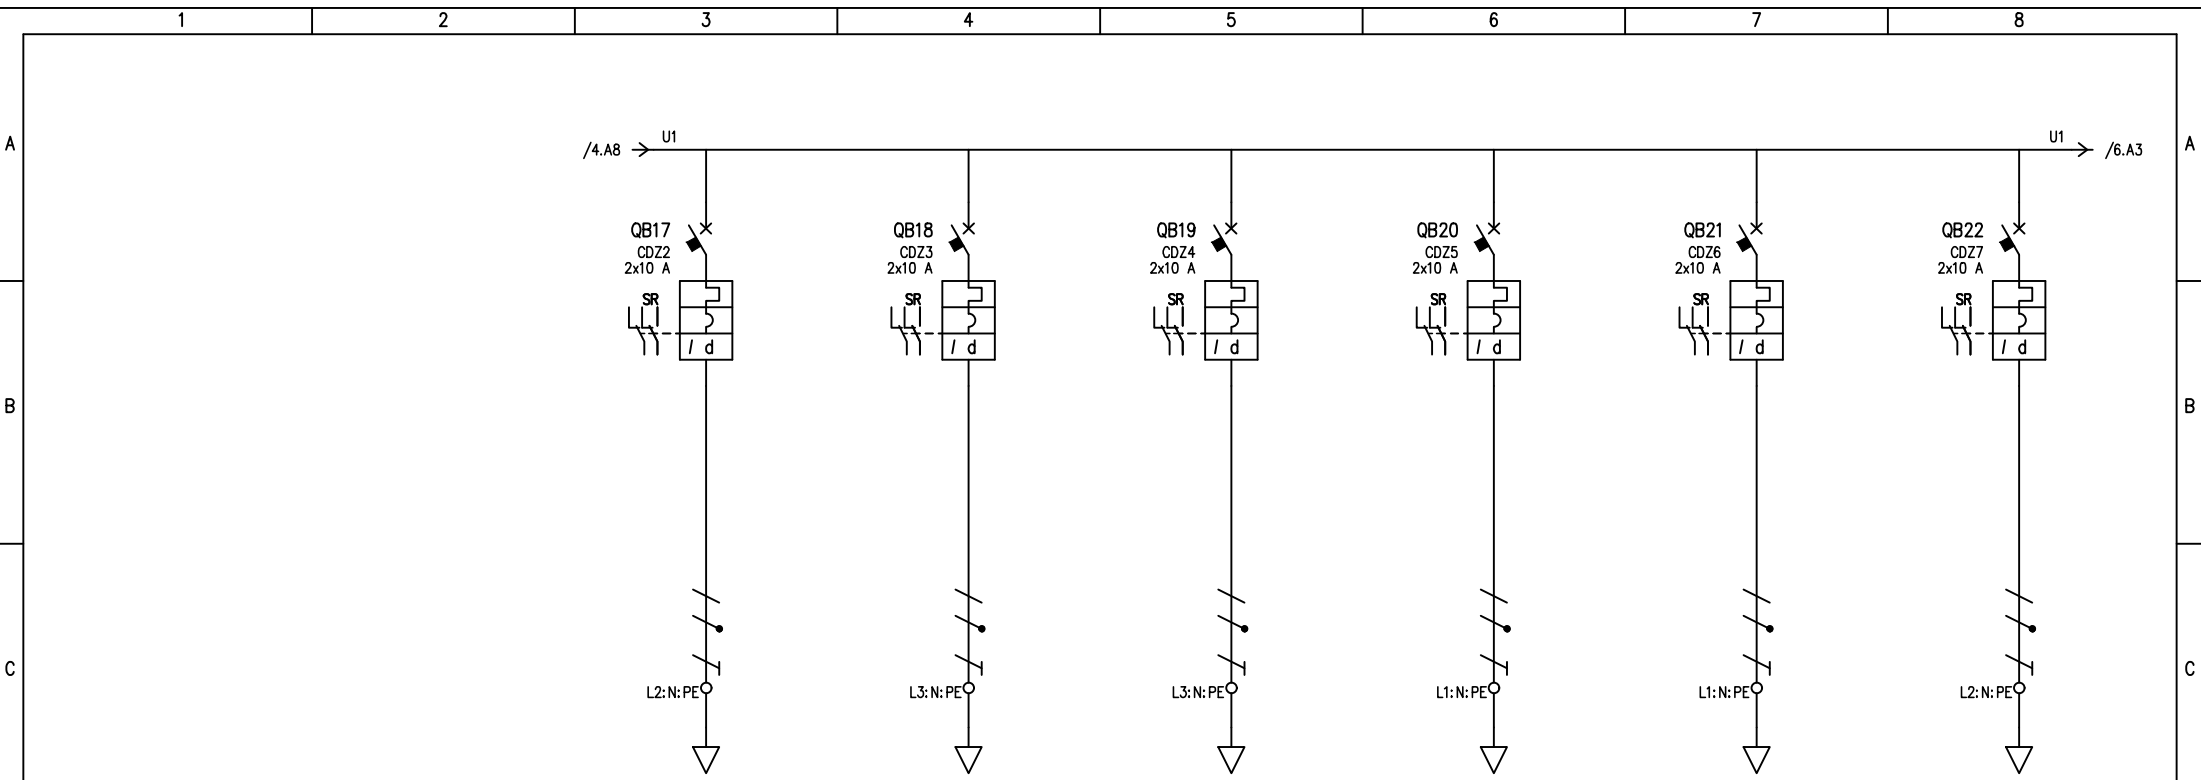 1 2 3 4 5 6 7 8
A A
U1 U1
/4.A8 /6.A3
QB17 QB18 QB19 QB20 QB21 QB22
CDZ2 CDZ3 CDZ4 CDZ5 CDZ6 CDZ7
2x10 A 2x10 A 2x10 A 2x10 A 2x10 A 2x10 A
SR SR SR SR SR SR
I d I d I d I d I d I d
B B
C C
L2:N:PE L3:N:PE L3:N:PE L1:N:PE L1:N:PE L2:N:PE